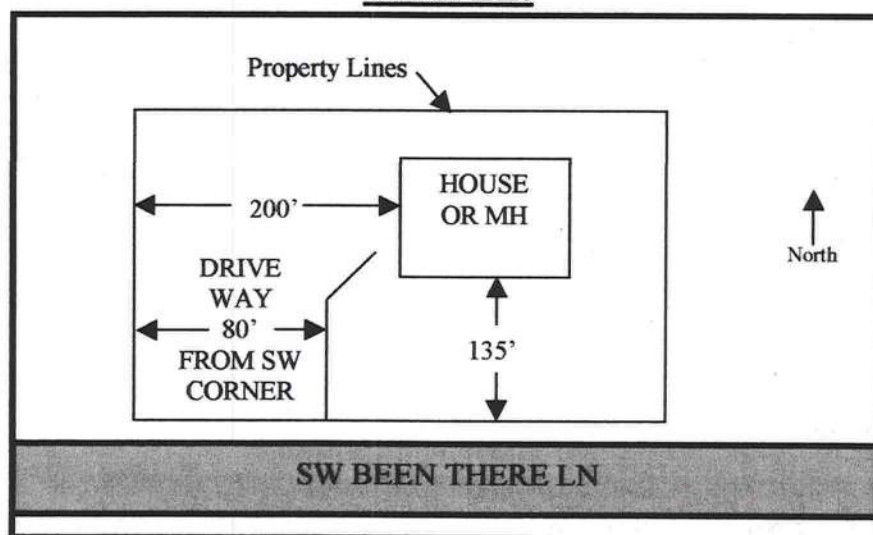 Property Lines
HOUSE
OR MH
200’
North
DRIVE
WAY
80’
FROM SW
CORNER
135’
SW BEEN THERE LN